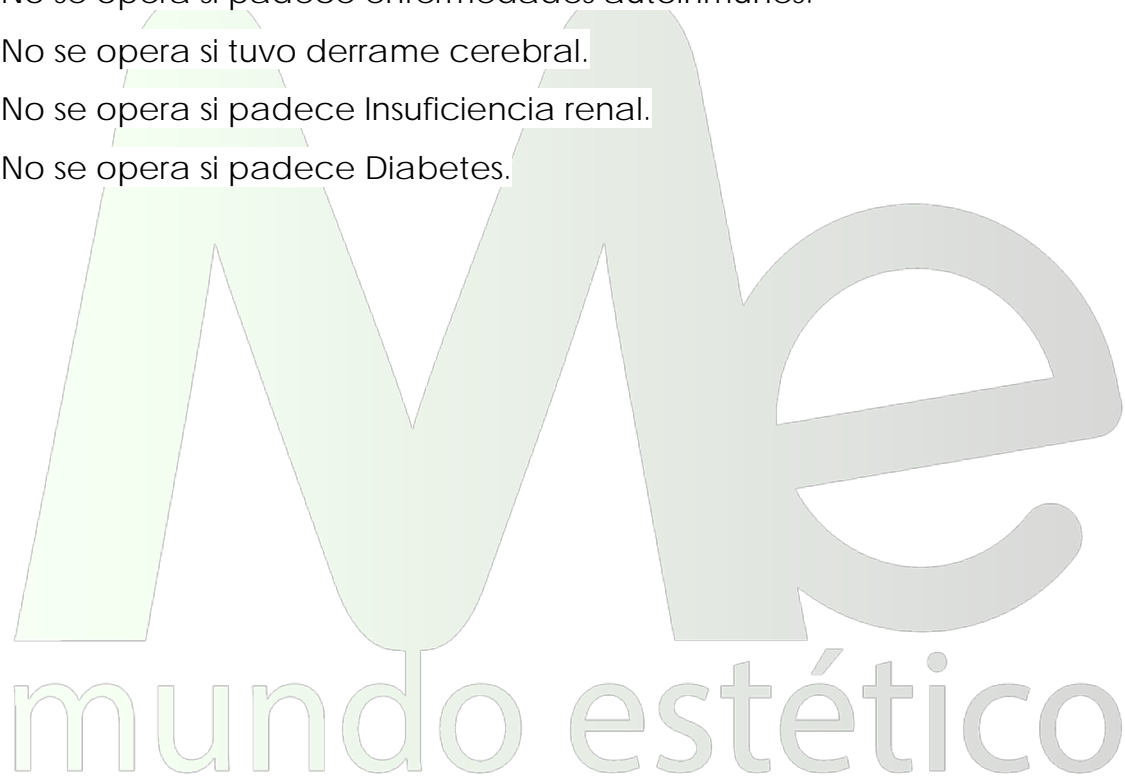 No se opera si padece enfermedades autoinmunes.
No se opera si tuvo derrame cerebral.
No se opera si padece Insuficiencia renal.
No se opera si padece Diabetes.
Me
mundo estético